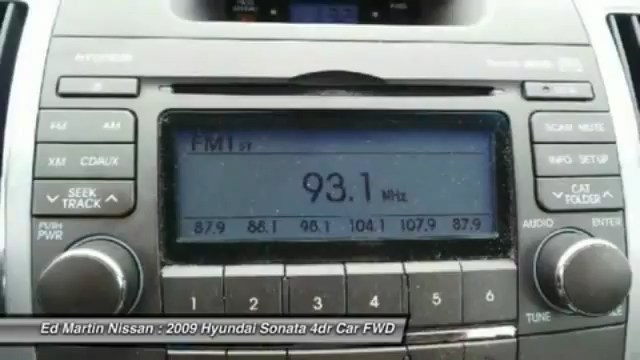 HYUNDAI
FM AM
XM CD/AUX
SEEK
TRACK
PUSH
PWR
FM1 ST
93.1 MHz
87.9 88.1 98.1 104.1 107.9 87.9
SCAN MUTE
INFO SETUP
CAT
FOLDER
AUDIO ENTER
TUNE
1 2 3 4 5 6
Ed Martin Nissan : 2009 Hyundai Sonata 4dr Car FWD